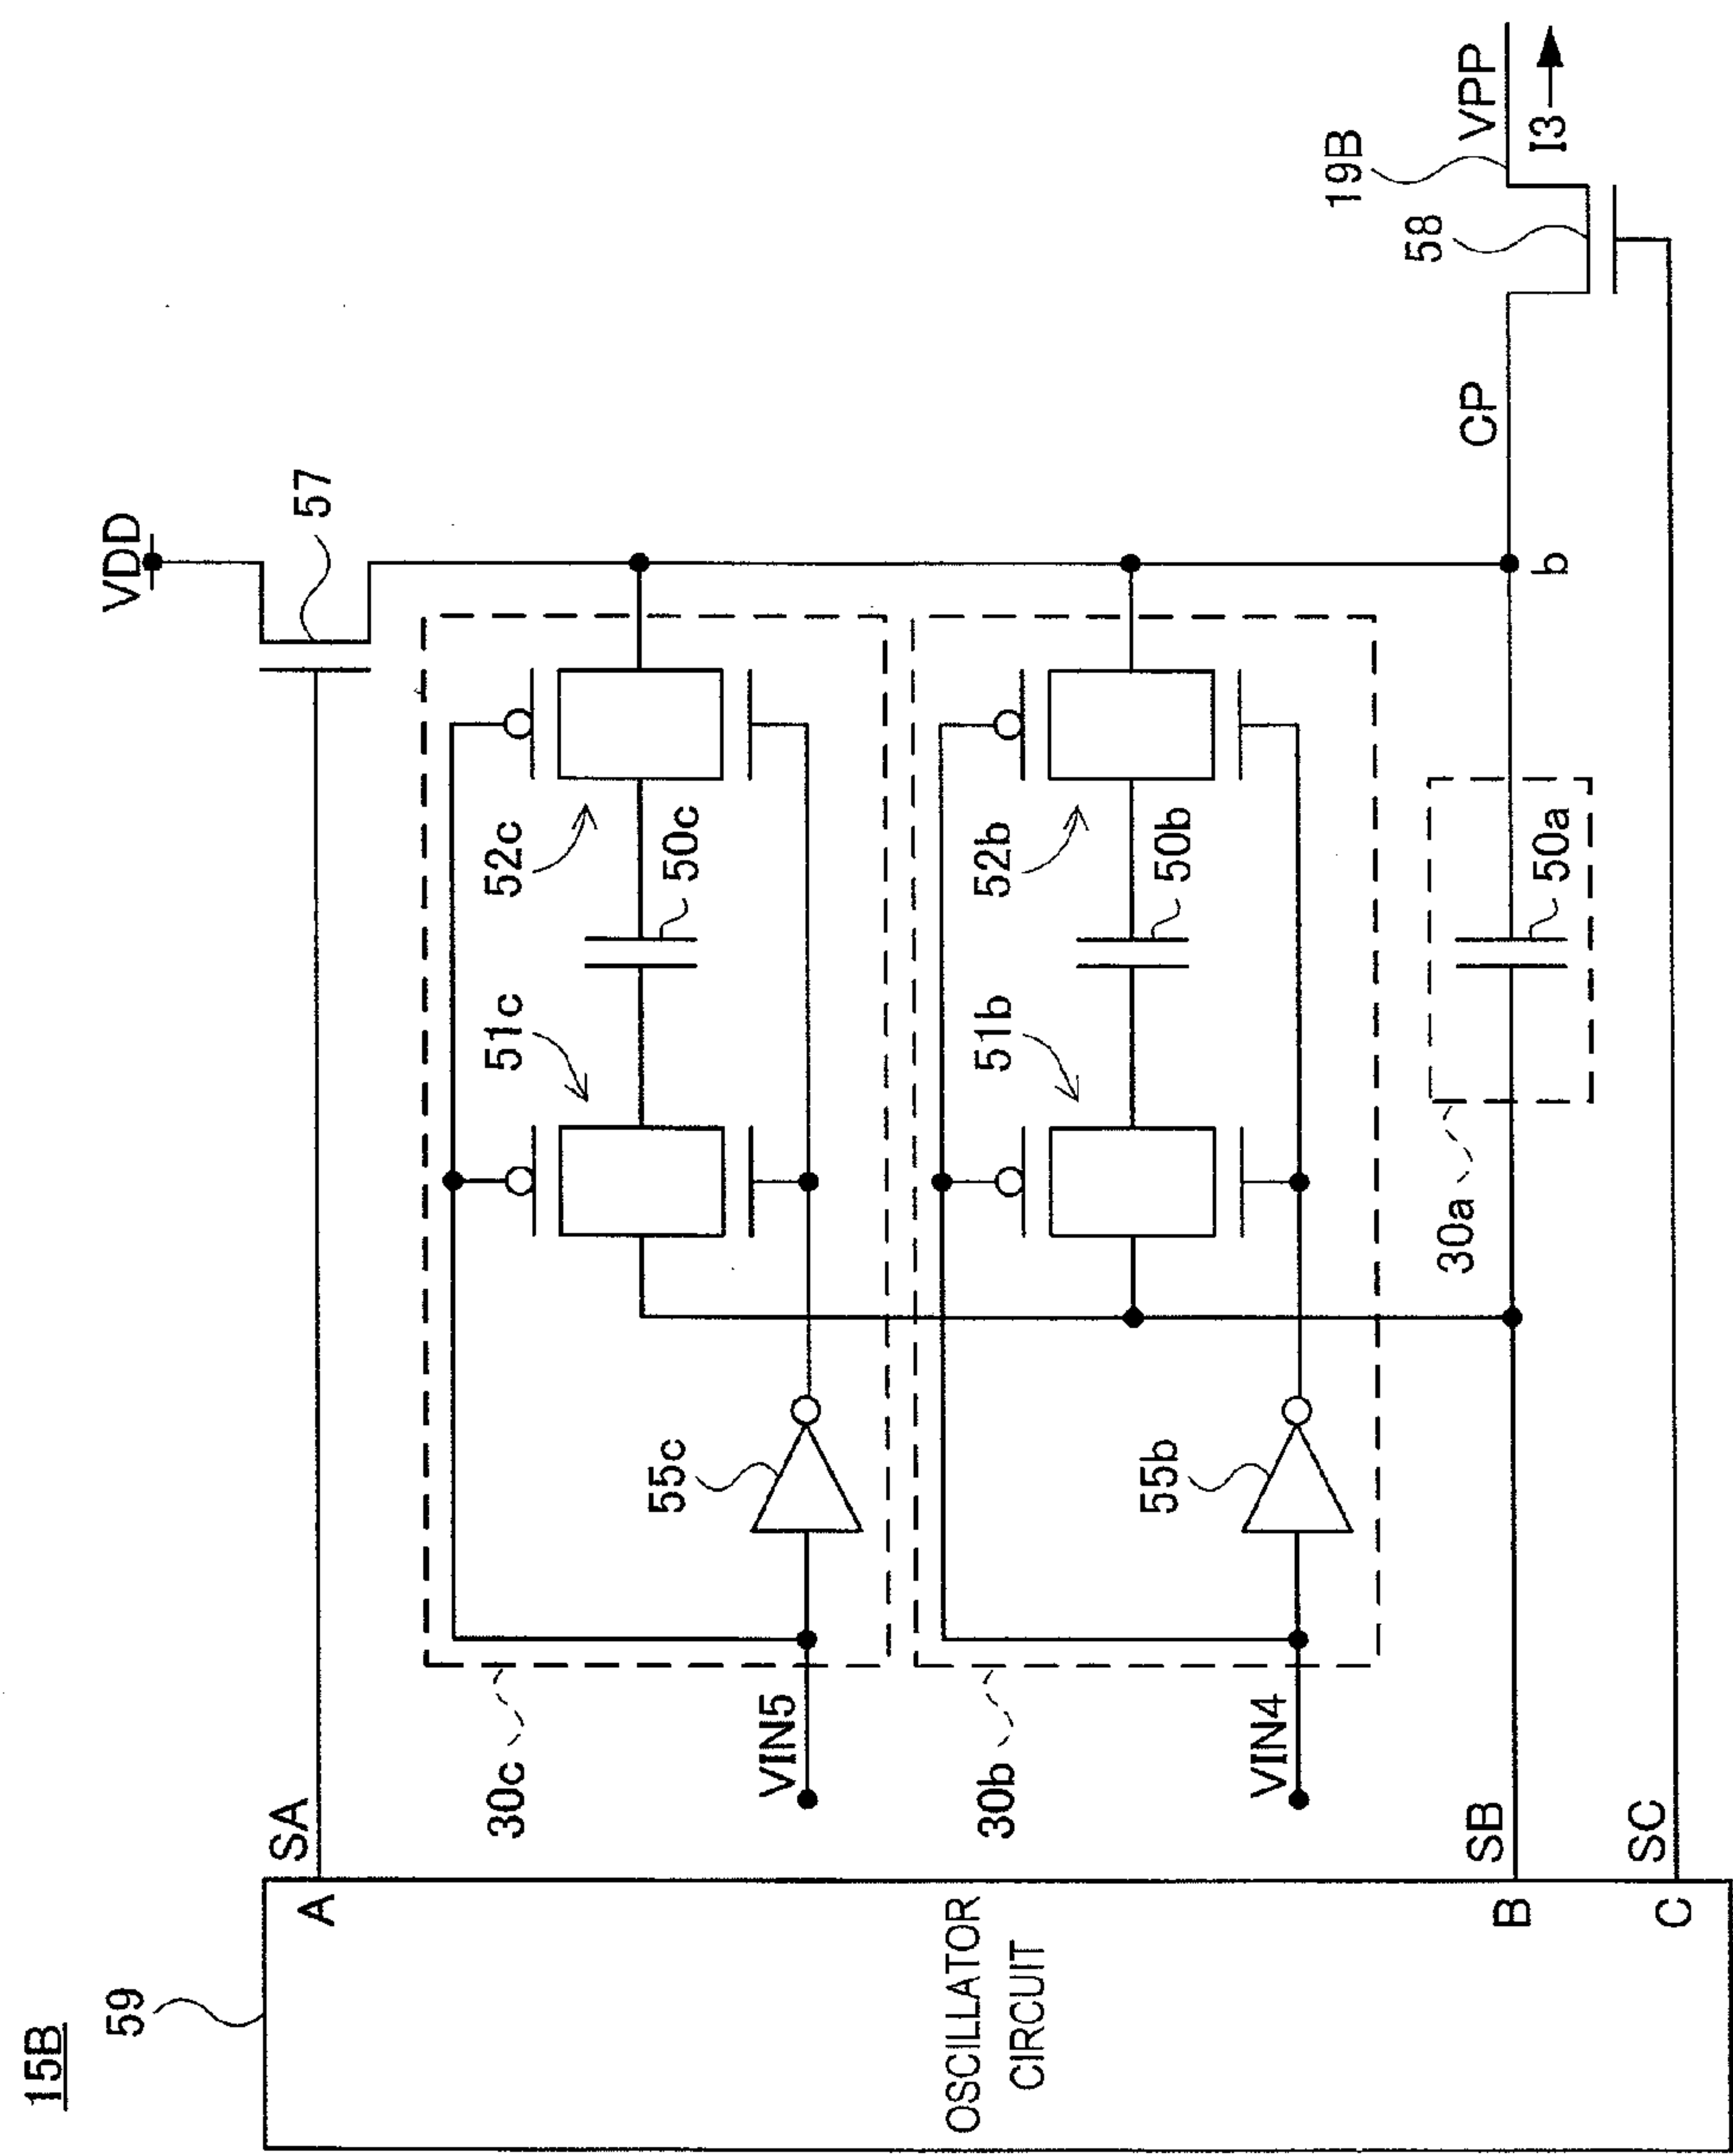 15B
59
OSCILLATOR
CIRCUIT
A
SA
B
SB
C
SC
VDD
57
30c
VIN5
55c
51c
50c
52c
30b
VIN4
55b
51b
50b
52b
30a
50a
b
CP
58
19B
VPP
I3